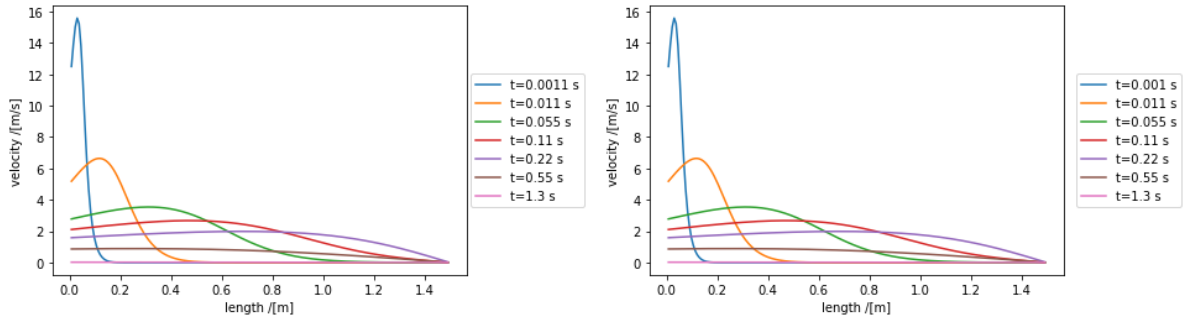 16
14
12
10
8
6
4
2
0
velocity /[m/s]
0.0 0.2 0.4 0.6 0.8 1.0 1.2 1.4
length /[m]
t=0.0011 s
t=0.011 s
t=0.055 s
t=0.11 s
t=0.22 s
t=0.55 s
t=1.3 s
16
14
12
10
8
6
4
2
0
velocity /[m/s]
0.0 0.2 0.4 0.6 0.8 1.0 1.2 1.4
length /[m]
t=0.001 s
t=0.011 s
t=0.055 s
t=0.11 s
t=0.22 s
t=0.55 s
t=1.3 s